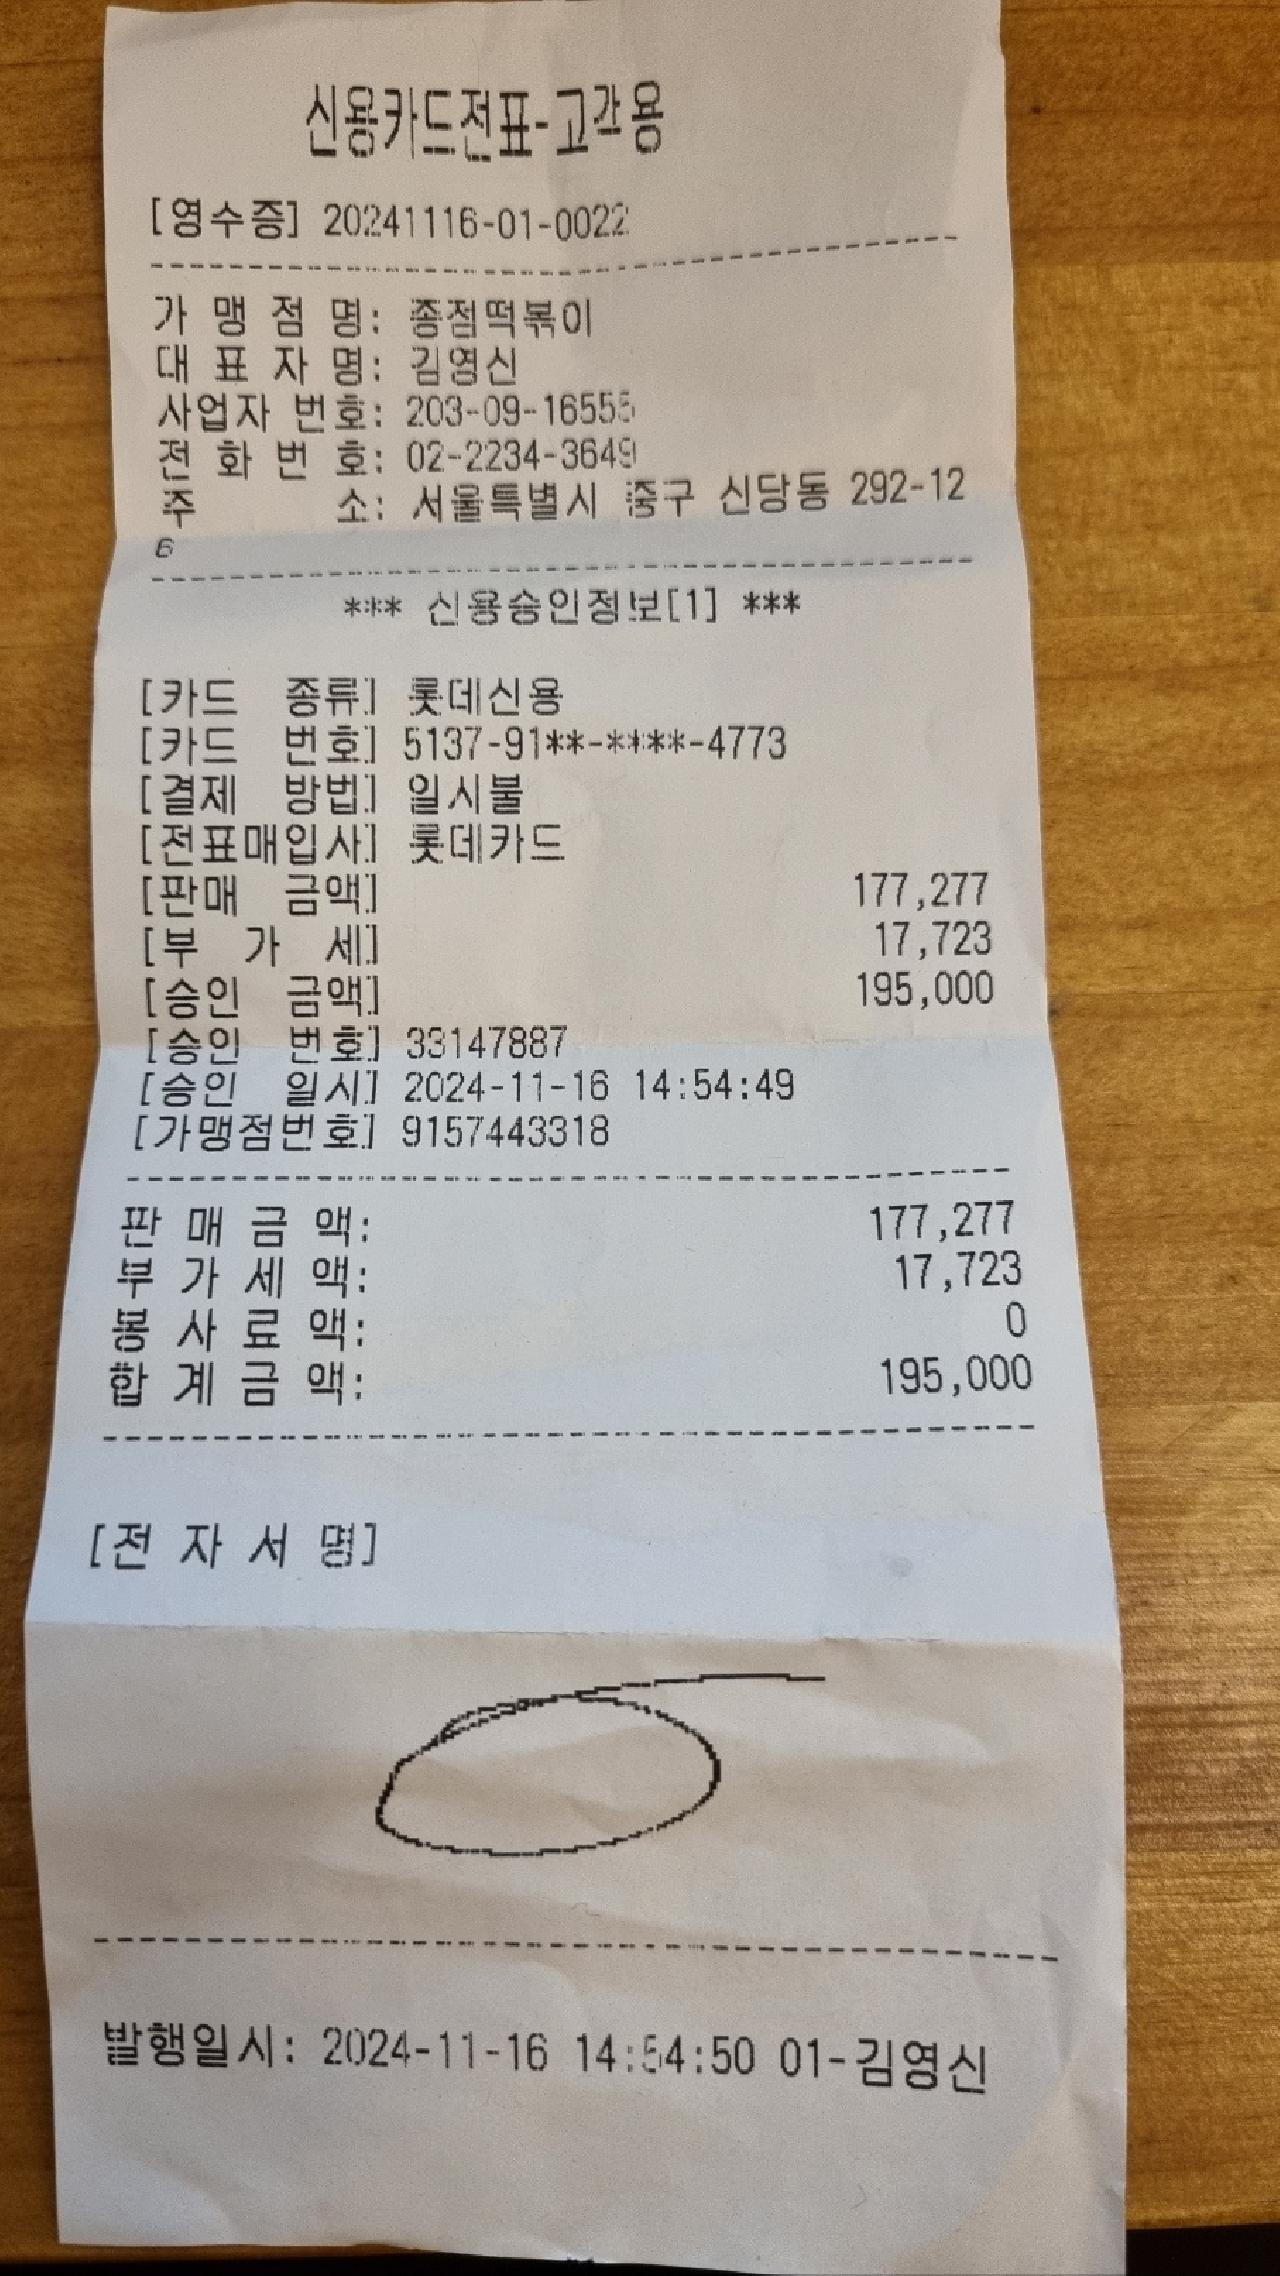 신용카드전표-고객용
[영수증] 20241116-01-0022
가 맹 점 명: 종점떡볶이
대 표 자 명: 김영신
사업자 번호: 203-09-16555
전 화 번 호: 02-2234-3649
주 소: 서울특별시 중구 신당동 292-12
6
*** 신용승인정보[1] ***
[카드 종류] 롯데신용
[카드 번호] 5137-91**-****-4773
[결제 방법] 일시불
[전표매입사] 롯데카드
[판매 금액] 177,277
[부 가 세] 17,723
[승인 금액] 195,000
[승인 번호] 33147887
[승인 일시] 2024-11-16 14:54:49
[가맹점번호] 9157443318
판 매 금 액: 177,277
부 가 세 액: 17,723
봉 사 료 액: 0
합 계 금 액: 195,000
[전 자 서 명]
발행일시: 2024-11-16 14:54:50 01-김영신